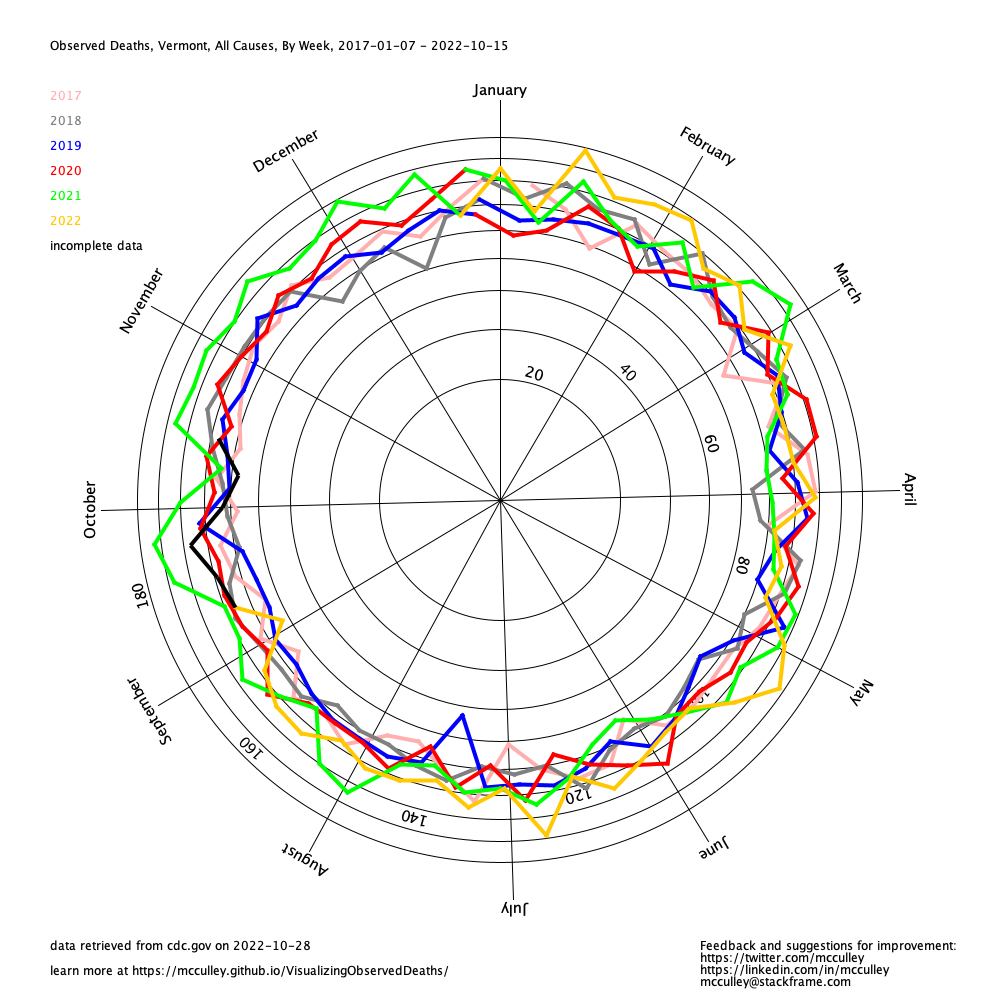 Observed Deaths, Vermont, All Causes, By Week, 2017-01-07 - 2022-10-15
January
2017
2018
2019
2020
2021
2022
incomplete data
December
February
November
March
20
40
60
October
April
80
180
May
September
160
120
140
June
August
July
data retrieved from cdc.gov on 2022-10-28
learn more at https://mcculley.github.io/VisualizingObservedDeaths/
Feedback and suggestions for improvement:
https://twitter.com/mcculley
https://linkedin.com/in/mcculley
mcculley@stackframe.com